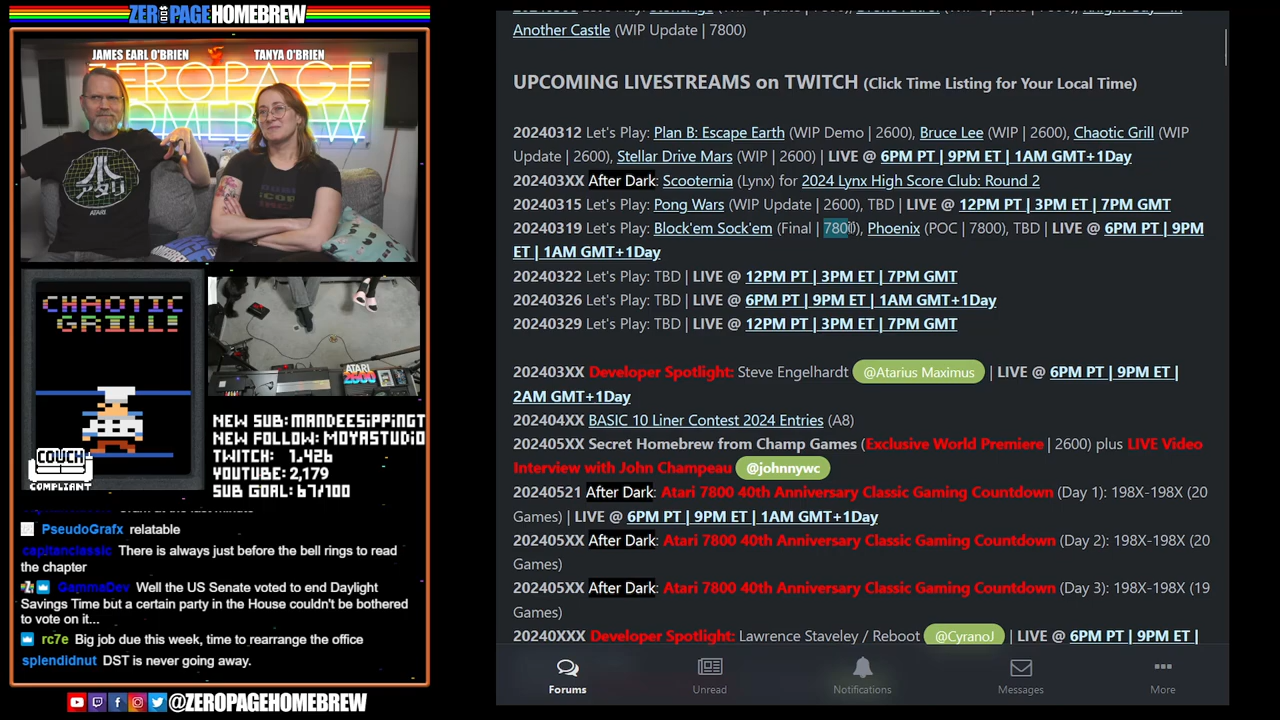 ZEROPAGEHOMEBREW
JAMES EARL O'BRIEN
TANYA O'BRIEN
ATARI
CHAOTIC
GRILL!
COUCH
COMPLIANT
ATARI
2600
NEW SUB: MANDEESIPPINGT
NEW FOLLOW: MOYASTUDIO
TWITCH: 1,426
YOUTUBE: 2,179
SUB GOAL: 67/100
PseudoGrafx relatable
capitanclassic There is always just before the bell rings to read
the chapter
GammaDev Well the US Senate voted to end Daylight
Savings Time but a certain party in the House couldn't be bothered
to vote on it...
rc7e Big job due this week, time to rearrange the office
splendidnut DST is never going away.
@ZEROPAGEHOMEBREW
Another Castle (WIP Update | 7800)
UPCOMING LIVESTREAMS on TWITCH (Click Time Listing for Your Local Time)
20240312 Let's Play: Plan B: Escape Earth (WIP Demo | 2600), Bruce Lee (WIP | 2600), Chaotic Grill (WIP
Update | 2600), Stellar Drive Mars (WIP | 2600) | LIVE @ 6PM PT | 9PM ET | 1AM GMT+1Day
202403XX After Dark: Scooternia (Lynx) for 2024 Lynx High Score Club: Round 2
20240315 Let's Play: Pong Wars (WIP Update | 2600), TBD | LIVE @ 12PM PT | 3PM ET | 7PM GMT
20240319 Let's Play: Block'em Sock'em (Final | 7800), Phoenix (POC | 7800), TBD | LIVE @ 6PM PT | 9PM
ET | 1AM GMT+1Day
20240322 Let's Play: TBD | LIVE @ 12PM PT | 3PM ET | 7PM GMT
20240326 Let's Play: TBD | LIVE @ 6PM PT | 9PM ET | 1AM GMT+1Day
20240329 Let's Play: TBD | LIVE @ 12PM PT | 3PM ET | 7PM GMT
202403XX Developer Spotlight: Steve Engelhardt @Atarius Maximus | LIVE @ 6PM PT | 9PM ET |
2AM GMT+1Day
202404XX BASIC 10 Liner Contest 2024 Entries (A8)
202405XX Secret Homebrew from Champ Games (Exclusive World Premiere | 2600) plus LIVE Video
Interview with John Champeau @johnnywc
20240521 After Dark: Atari 7800 40th Anniversary Classic Gaming Countdown (Day 1): 198X-198X (20
Games) | LIVE @ 6PM PT | 9PM ET | 1AM GMT+1Day
202405XX After Dark: Atari 7800 40th Anniversary Classic Gaming Countdown (Day 2): 198X-198X (20
Games)
202405XX After Dark: Atari 7800 40th Anniversary Classic Gaming Countdown (Day 3): 198X-198X (19
Games)
20240XXX Developer Spotlight: Lawrence Staveley / Reboot @CyranoJ | LIVE @ 6PM PT | 9PM ET |
Forums
Unread
Notifications
Messages
More